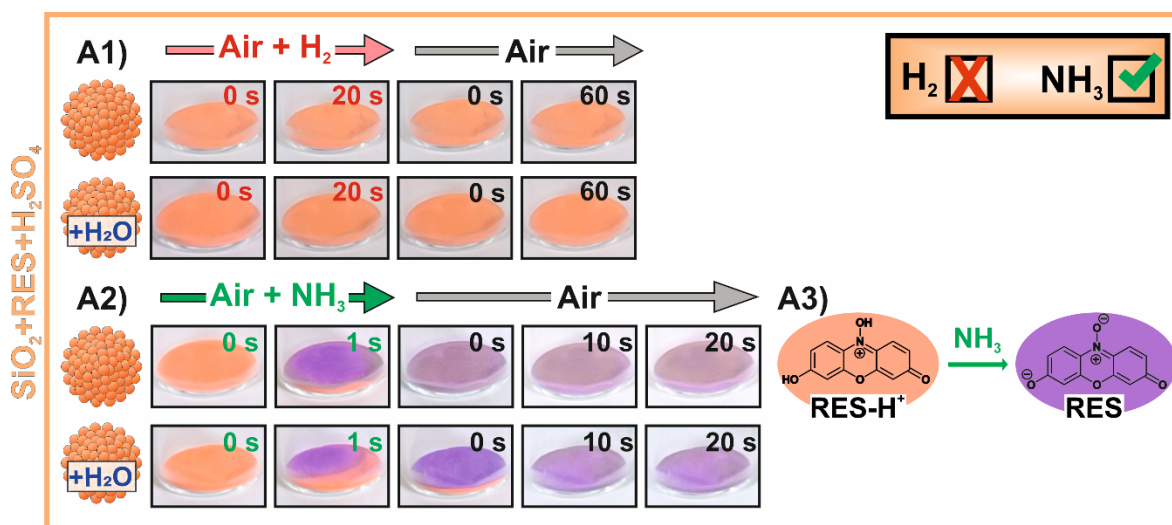 SiO₂+RES+H₂SO₄
A1)
Air + H₂
Air
H₂ X NH₃
0 s 20 s 0 s 60 s
+H₂O
0 s 20 s 0 s 60 s
A2)
Air + NH₃
Air
A3)
0 s 1 s 0 s 10 s 20 s
+H₂O
0 s 1 s 0 s 10 s 20 s
OH
N
⊕
HO O O
RES-H⁺
NH₃
⊖
O
N
⊕
⊖
O O O
RES